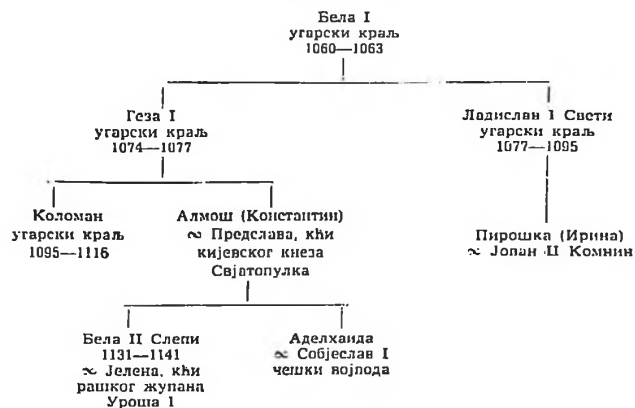 Бела I
угарски краљ
1060—1063
Геза I
угарски краљ
1074—1077
Ладислав I Свети
угарски краљ
1077—1095
Коломан
угарски краљ
1095—1116
Алмош (Константин)
∞ Предслава, кћи
кијевског кнеза
Свјатопулка
Пирошка (Ирина)
∞ Јован II Комнин
Бела II Слепи
1131—1141
∞ Јелена, кћи
рашког жупана
Уроша I
Аделхаида
∞ Собјеслав I
чешки војвода